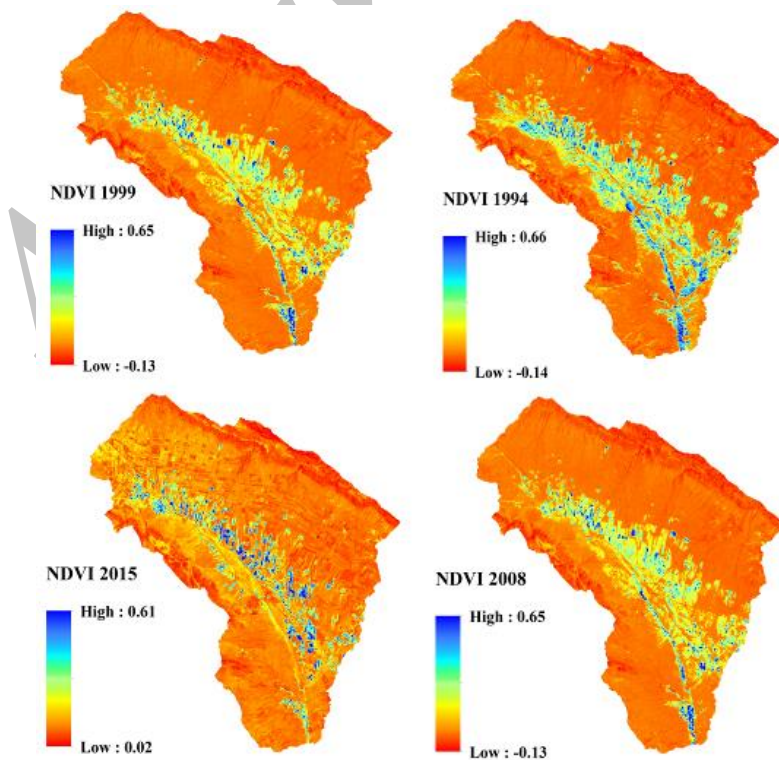 NDVI 1999
High : 0.65
Low : -0.13
NDVI 1994
High : 0.66
Low : -0.14
NDVI 2015
High : 0.61
Low : 0.02
NDVI 2008
High : 0.65
Low : -0.13